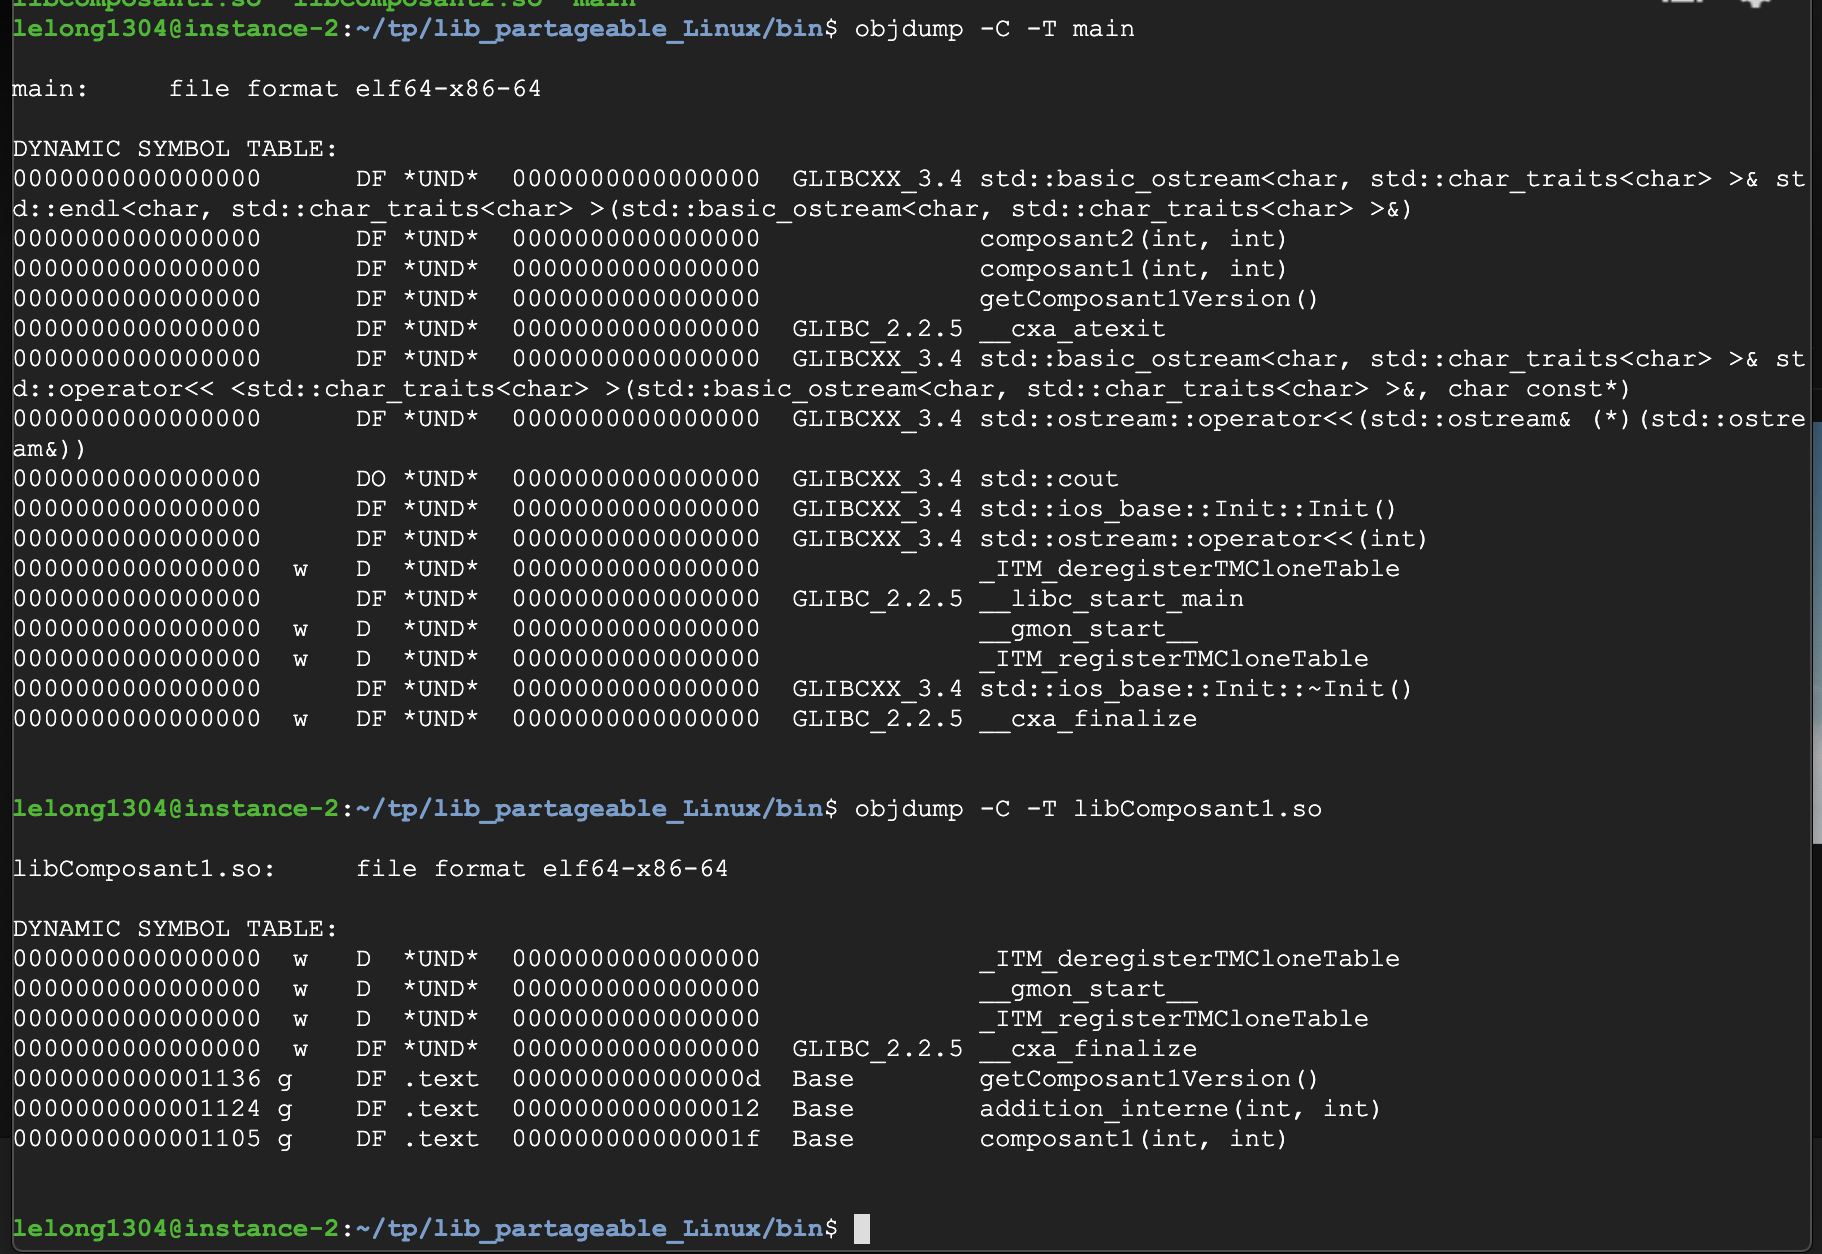 libComposant1.so  libComposant2.so  main
lelong1304@instance-2:~/tp/lib_partageable_Linux/bin$ objdump -C -T main
main:     file format elf64-x86-64
DYNAMIC SYMBOL TABLE:
0000000000000000      DF *UND*  0000000000000000  GLIBCXX_3.4 std::basic_ostream<char, std::char_traits<char> >& st
d::endl<char, std::char_traits<char> >(std::basic_ostream<char, std::char_traits<char> >&)
0000000000000000      DF *UND*  0000000000000000              composant2(int, int)
0000000000000000      DF *UND*  0000000000000000              composant1(int, int)
0000000000000000      DF *UND*  0000000000000000              getComposant1Version()
0000000000000000      DF *UND*  0000000000000000  GLIBC_2.2.5 __cxa_atexit
0000000000000000      DF *UND*  0000000000000000  GLIBCXX_3.4 std::basic_ostream<char, std::char_traits<char> >& st
d::operator<< <std::char_traits<char> >(std::basic_ostream<char, std::char_traits<char> >&, char const*)
0000000000000000      DF *UND*  0000000000000000  GLIBCXX_3.4 std::ostream::operator<<(std::ostream& (*)(std::ostre
am&))
0000000000000000      DO *UND*  0000000000000000  GLIBCXX_3.4 std::cout
0000000000000000      DF *UND*  0000000000000000  GLIBCXX_3.4 std::ios_base::Init::Init()
0000000000000000      DF *UND*  0000000000000000  GLIBCXX_3.4 std::ostream::operator<<(int)
0000000000000000  w   D  *UND*  0000000000000000              _ITM_deregisterTMCloneTable
0000000000000000      DF *UND*  0000000000000000  GLIBC_2.2.5 __libc_start_main
0000000000000000  w   D  *UND*  0000000000000000              __gmon_start__
0000000000000000  w   D  *UND*  0000000000000000              _ITM_registerTMCloneTable
0000000000000000      DF *UND*  0000000000000000  GLIBCXX_3.4 std::ios_base::Init::~Init()
0000000000000000  w   DF *UND*  0000000000000000  GLIBC_2.2.5 __cxa_finalize
lelong1304@instance-2:~/tp/lib_partageable_Linux/bin$ objdump -C -T libComposant1.so
libComposant1.so:     file format elf64-x86-64
DYNAMIC SYMBOL TABLE:
0000000000000000  w   D  *UND*  0000000000000000              _ITM_deregisterTMCloneTable
0000000000000000  w   D  *UND*  0000000000000000              __gmon_start__
0000000000000000  w   D  *UND*  0000000000000000              _ITM_registerTMCloneTable
0000000000000000  w   DF *UND*  0000000000000000  GLIBC_2.2.5 __cxa_finalize
0000000000001136 g    DF .text  000000000000000d  Base        getComposant1Version()
0000000000001124 g    DF .text  0000000000000012  Base        addition_interne(int, int)
0000000000001105 g    DF .text  000000000000001f  Base        composant1(int, int)
lelong1304@instance-2:~/tp/lib_partageable_Linux/bin$